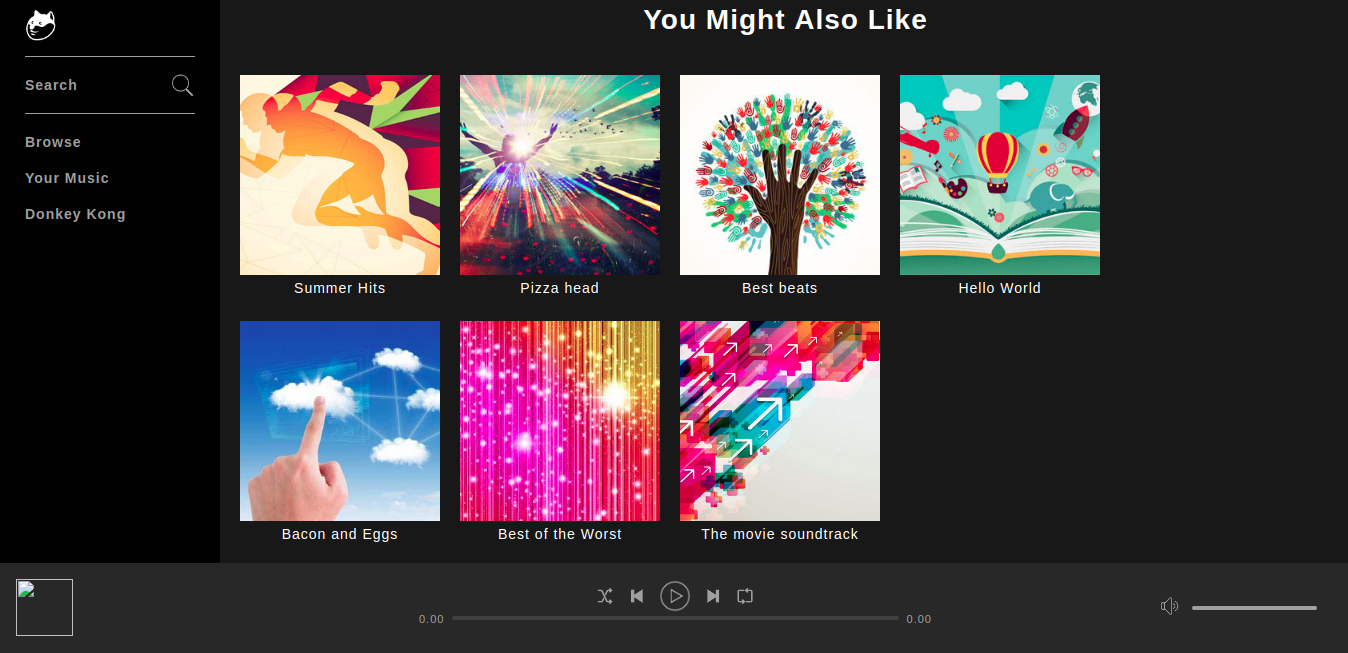 You Might Also Like
Search
Browse
Your Music
Donkey Kong
Summer Hits
Pizza head
Best beats
Hello World
Bacon and Eggs
Best of the Worst
The movie soundtrack
0.00
0.00